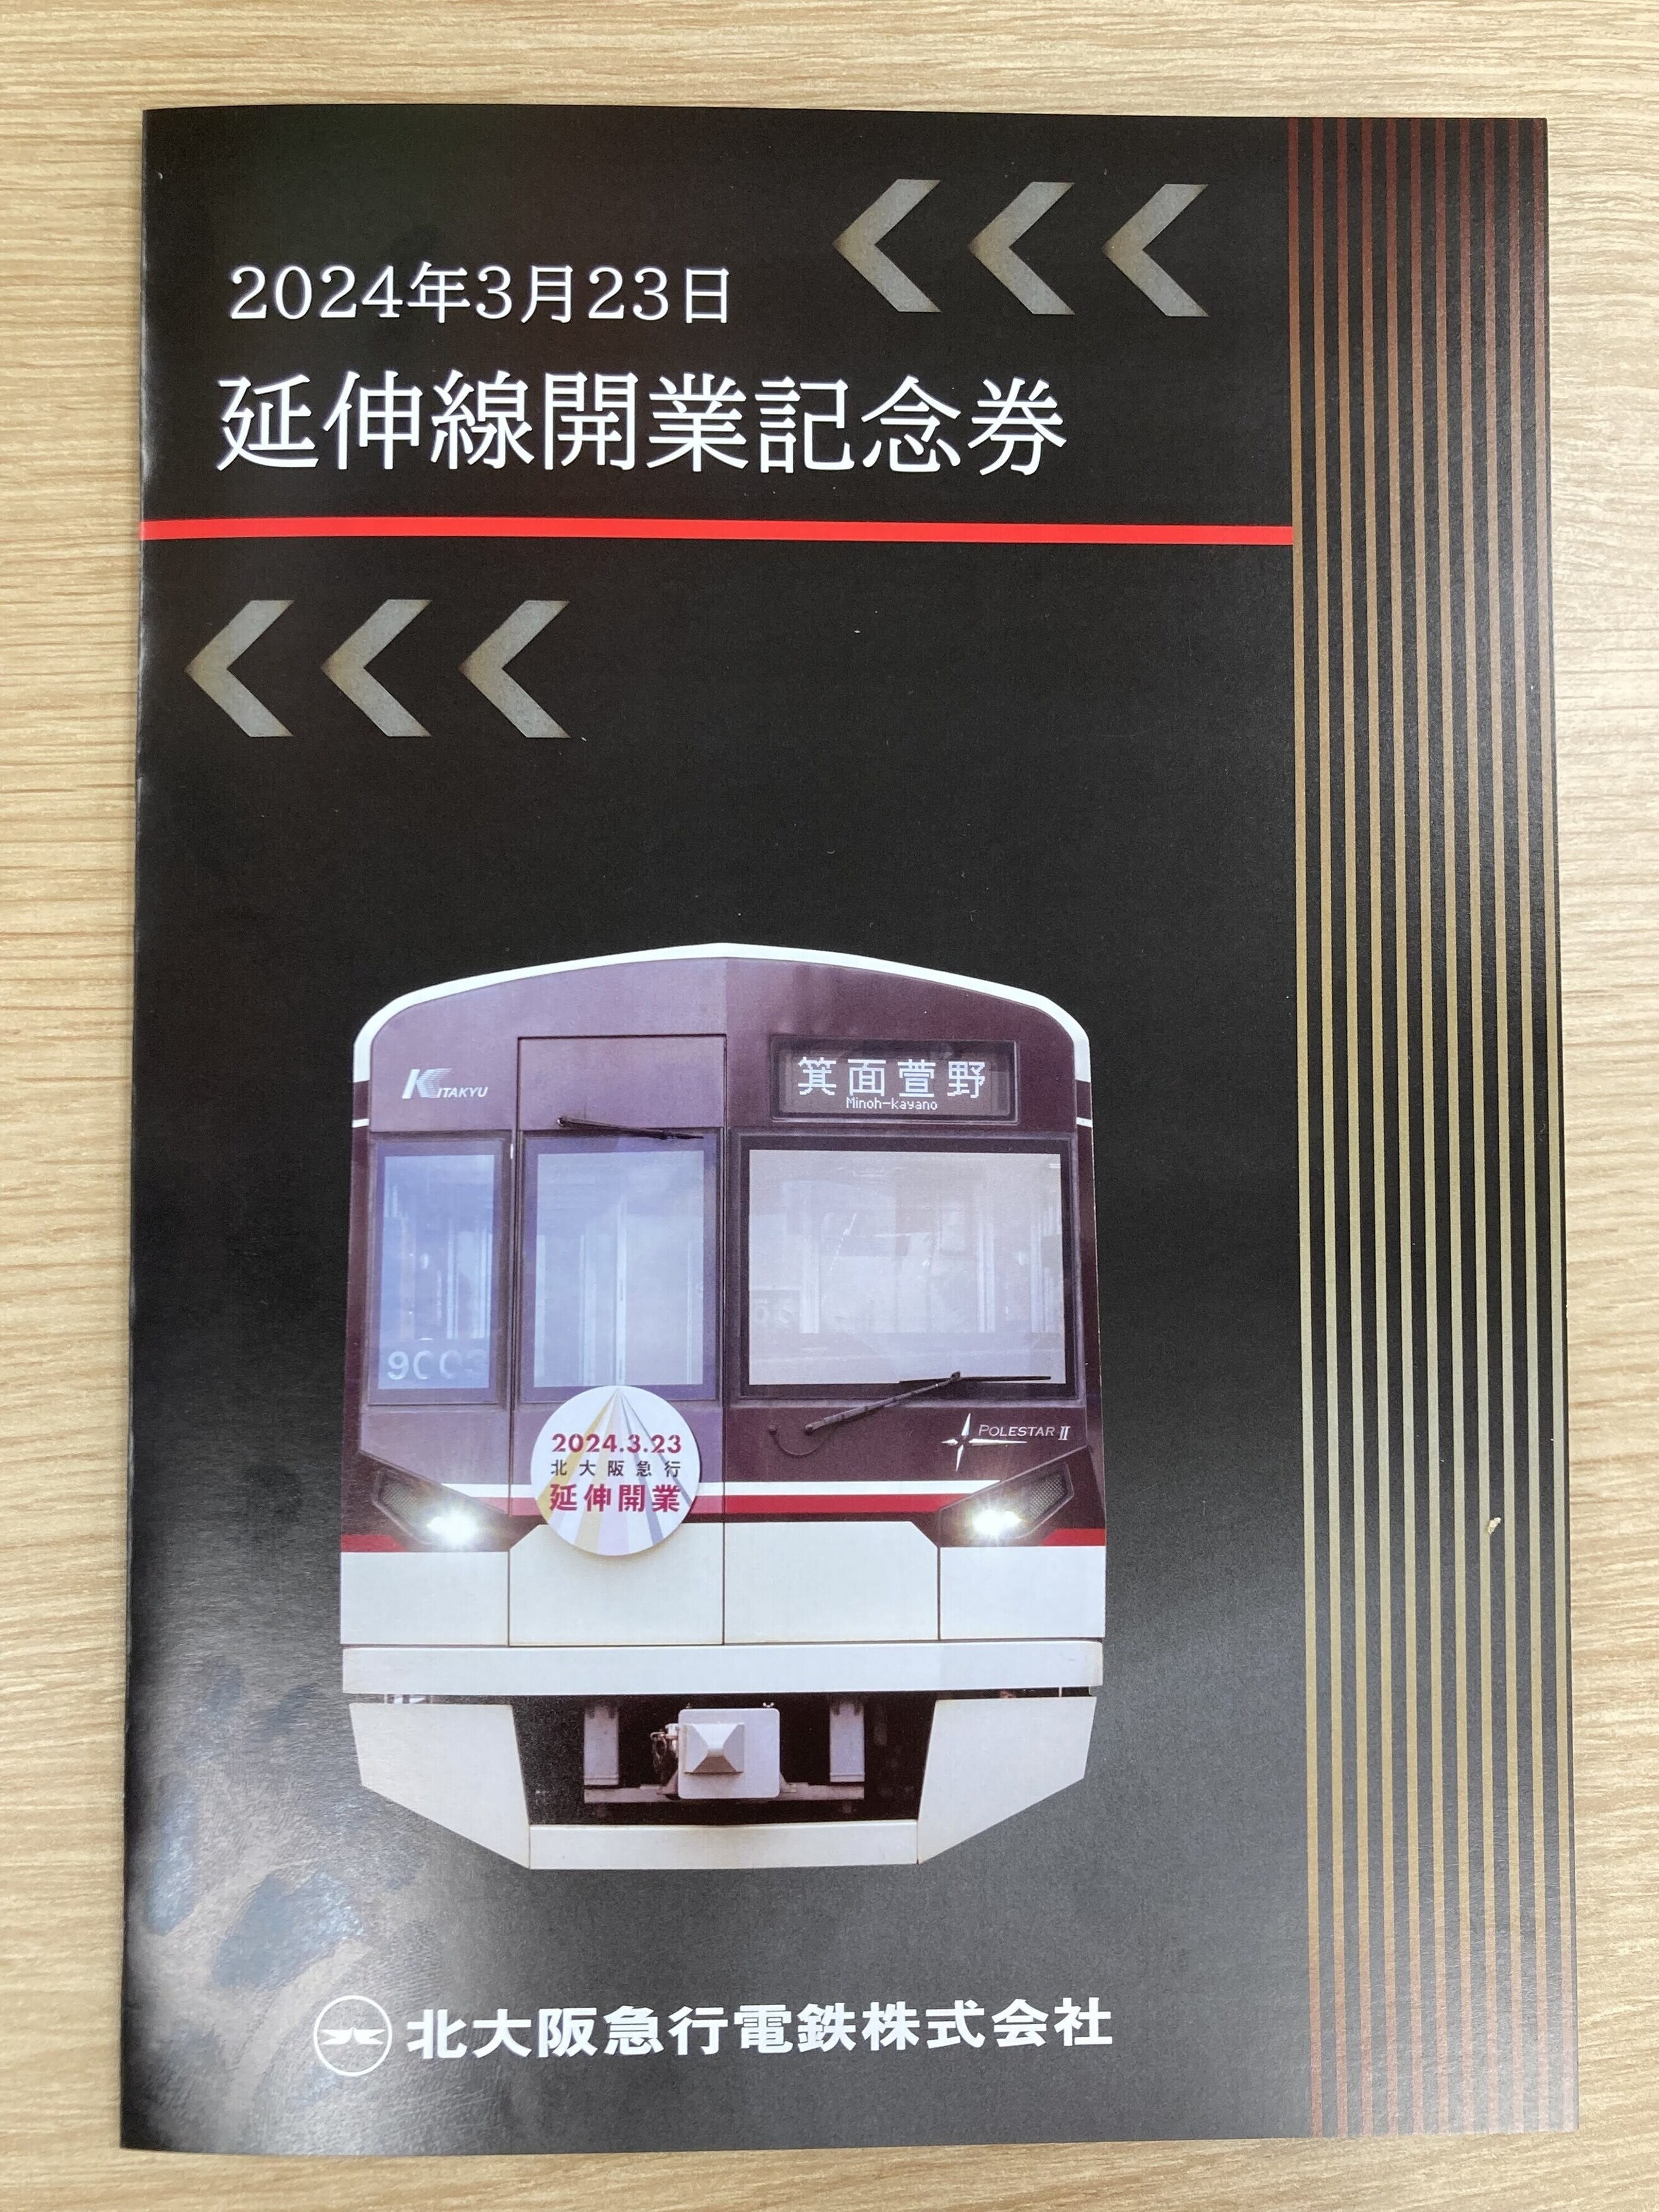 2024年3月23日
延伸線開業記念券
KITAKYU
箕面萱野
Minoh-kayano
9003
POLESTAR II
2024.3.23
北大阪急行
延伸開業
北大阪急行電鉄株式会社